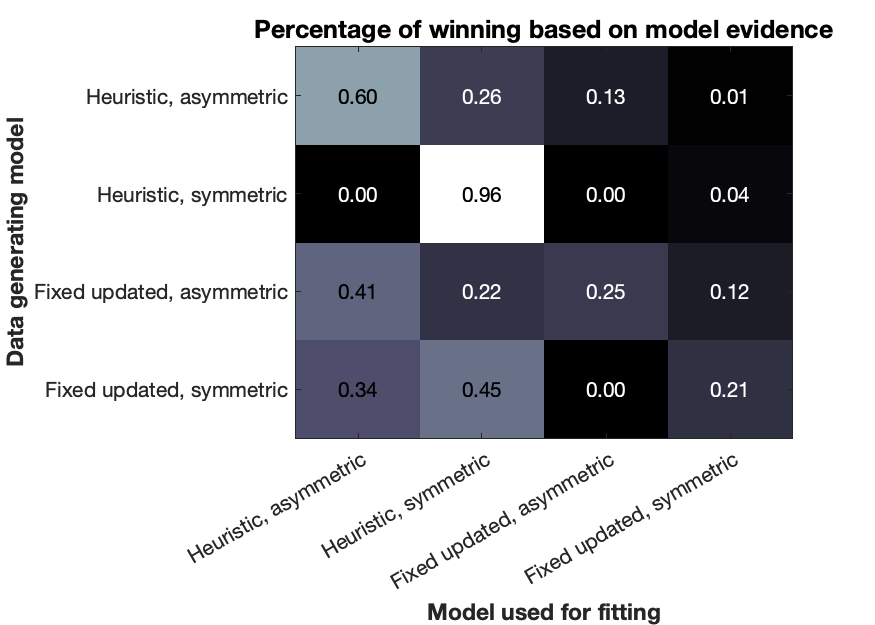 Percentage of winning based on model evidence
Data generating model
Heuristic, asymmetric 0.60 0.26 0.13 0.01
Heuristic, symmetric 0.00 0.96 0.00 0.04
Fixed updated, asymmetric 0.41 0.22 0.25 0.12
Fixed updated, symmetric 0.34 0.45 0.00 0.21
Heuristic, asymmetric
Heuristic, symmetric
Fixed updated, asymmetric
Fixed updated, symmetric
Model used for fitting